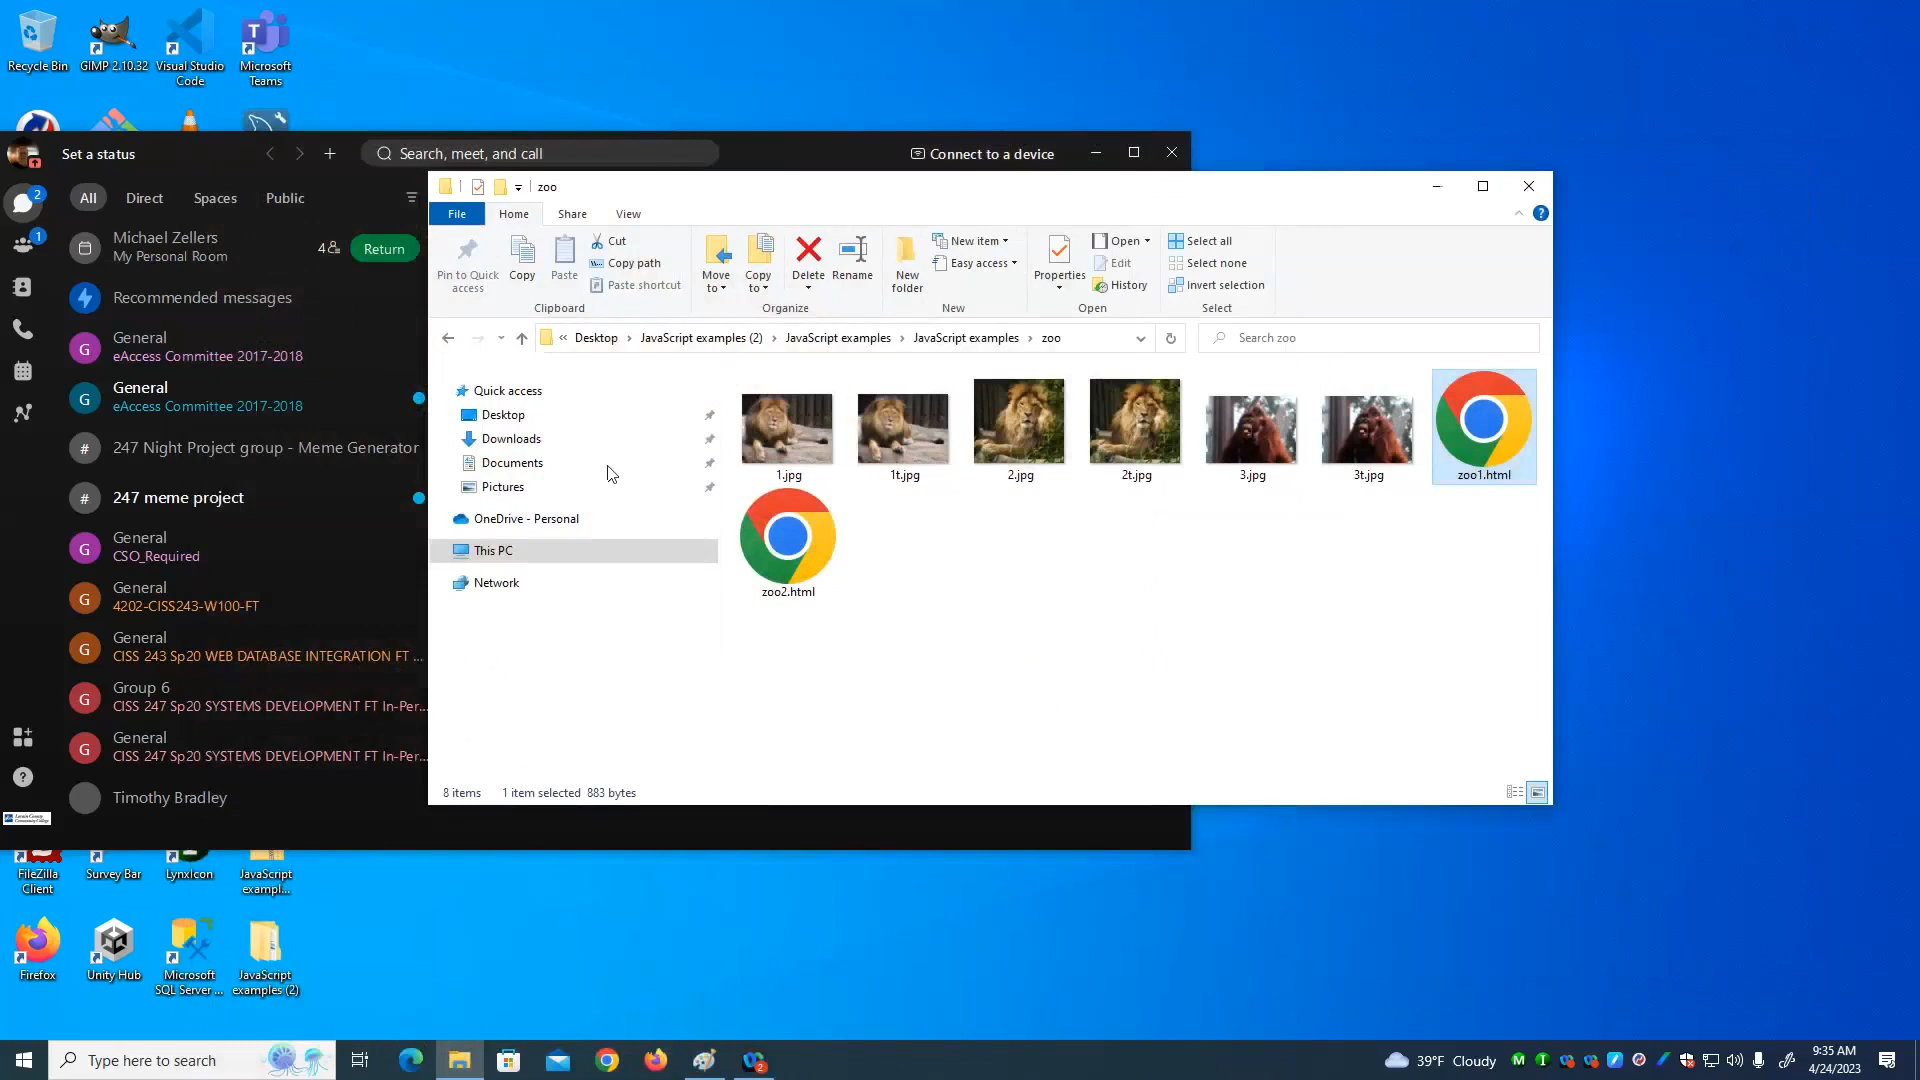 Recycle Bin
GIMP 2.10.32
Visual Studio
Code
Microsoft
Teams
Set a status
Search, meet, and call
Connect to a device
2
All
Direct
Spaces
Public
1
Michael Zellers
My Personal Room
4
Return
Recommended messages
G
General
eAccess Committee 2017-2018
G
General
eAccess Committee 2017-2018
#
247 Night Project group - Meme Generator
#
247 meme project
G
General
CSO_Required
G
General
4202-CISS243-W100-FT
G
General
CISS 243 Sp20 WEB DATABASE INTEGRATION FT ...
G
Group 6
CISS 247 Sp20 SYSTEMS DEVELOPMENT FT In-Per...
G
General
CISS 247 Sp20 SYSTEMS DEVELOPMENT FT In-Per...
Timothy Bradley
zoo
File
Home
Share
View
Pin to Quick
access
Copy
Paste
Cut
Copy path
Paste shortcut
Clipboard
Move
to
Copy
to
Delete
Rename
Organize
New
folder
New item
Easy access
New
Properties
Open
Edit
History
Open
Select all
Select none
Invert selection
Select
« Desktop > JavaScript examples (2) > JavaScript examples > JavaScript examples > zoo
Search zoo
Quick access
Desktop
Downloads
Documents
Pictures
OneDrive - Personal
This PC
Network
1.jpg
1t.jpg
2.jpg
2t.jpg
3.jpg
3t.jpg
zoo1.html
zoo2.html
8 items
1 item selected 883 bytes
FileZilla
Client
Survey Bar
LynxIcon
JavaScript
exampl...
Firefox
Unity Hub
Microsoft
SQL Server ...
JavaScript
examples (2)
Type here to search
2
39°F Cloudy
9:35 AM
4/24/2023